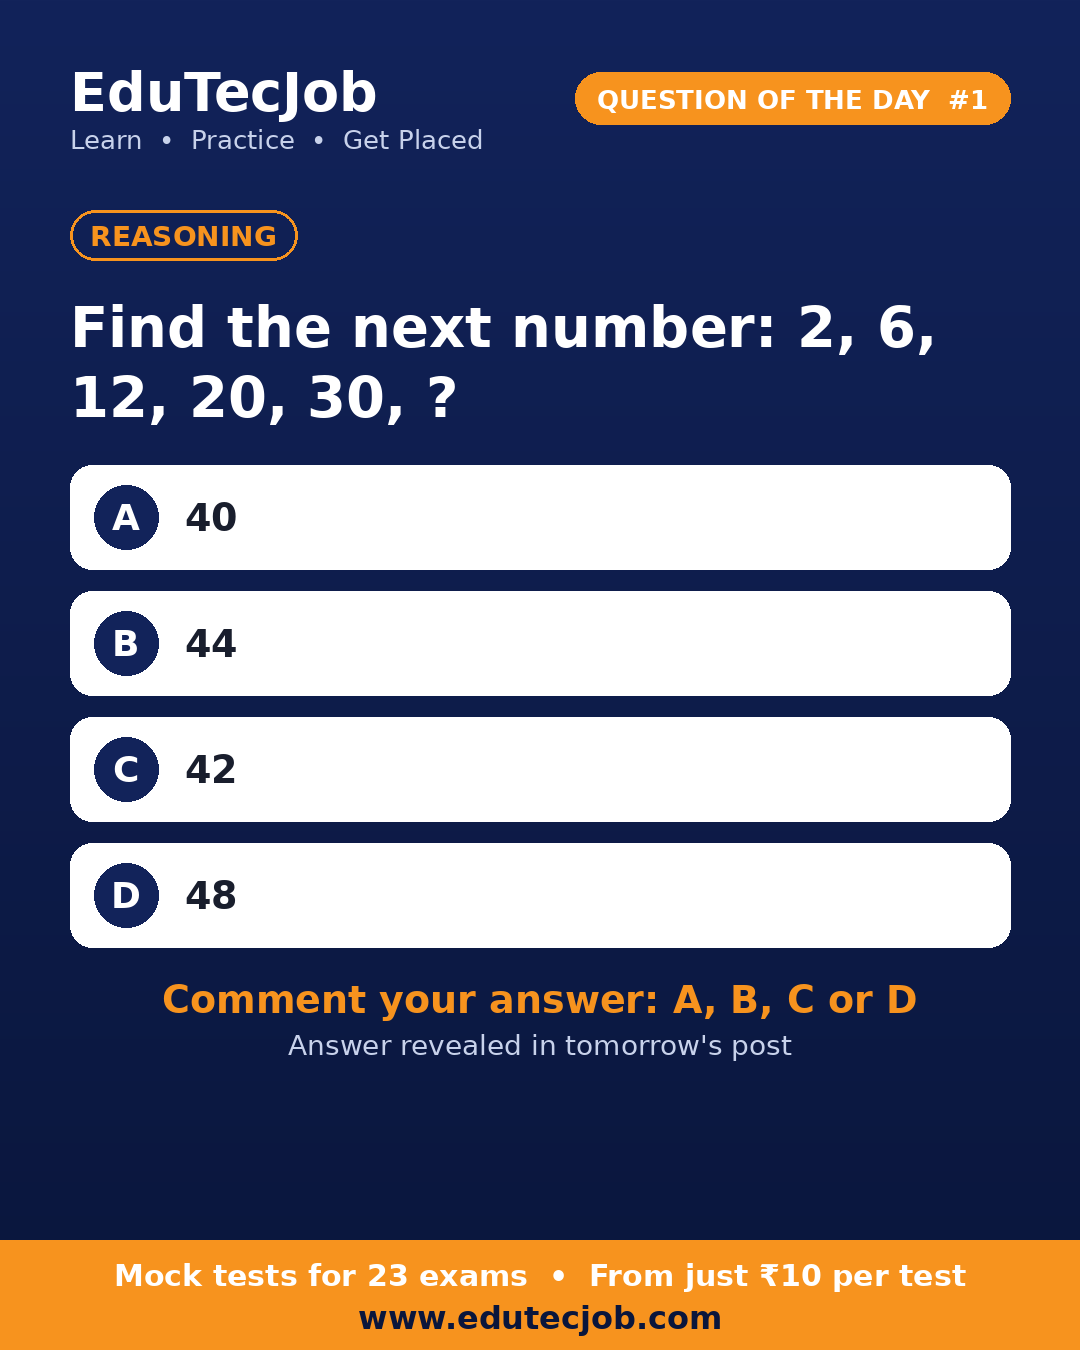 EduTecJob
QUESTION OF THE DAY #1
Learn • Practice • Get Placed
REASONING
Find the next number: 2, 6,
12, 20, 30, ?
A 40
B 44
C 42
D 48
Comment your answer: A, B, C or D
Answer revealed in tomorrow's post
Mock tests for 23 exams • From just ₹10 per test
www.edutecjob.com